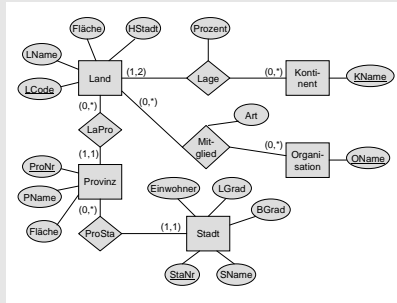 Fläche
HStadt
Prozent
LName
Land
(1,2)
Lage
(0,*)
Konti-
nent
KName
LCode
(0,*)
(0,*)
Art
LaPro
Mit-
glied
(0,*)
(1,1)
Organi-
sation
OName
ProNr
Provinz
PName
Einwohner
LGrad
(0,*)
BGrad
Fläche
ProSta
(1,1)
Stadt
StaNr
SName